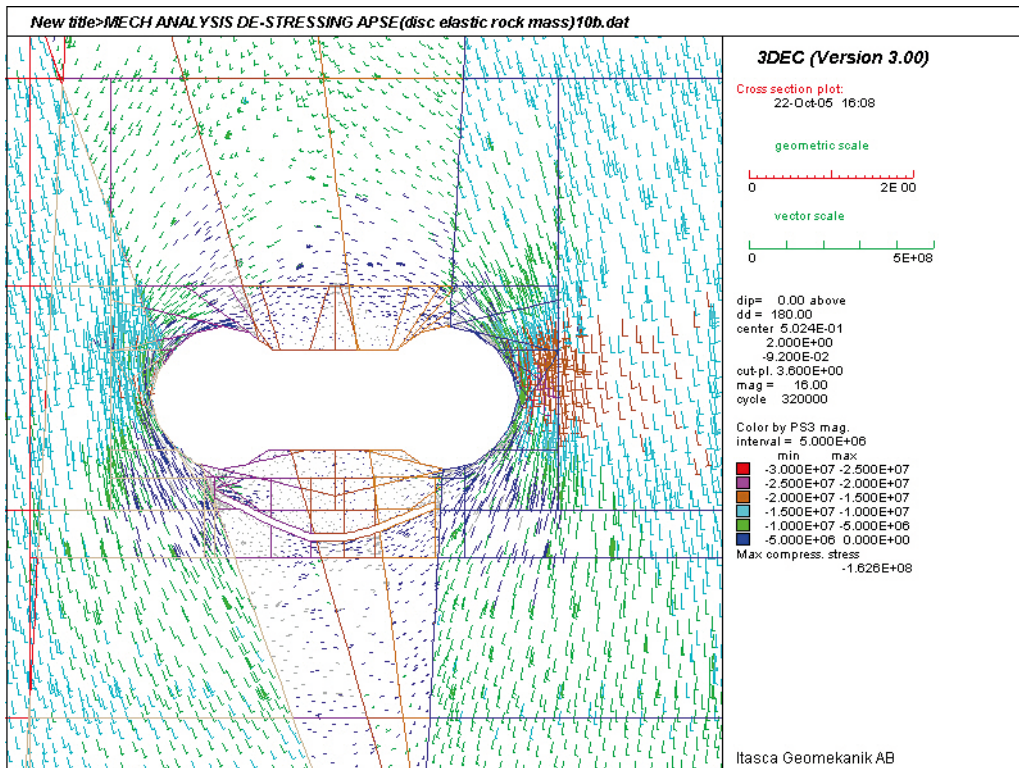 New title>MECH ANALYSIS DE-STRESSING APSE(disc elastic rock mass)10b.dat
3DEC (Version 3.00)
Cross section plot:
22-Oct-05 16:08
geometric scale
0 2E 00
vector scale
0 5E+08
dip= 0.00 above
dd = 180.00
center 5.024E-01
2.000E+00
-9.200E-02
cut-pl. 3.600E+00
mag = 16.00
cycle 320000
Color by PS3 mag.
interval = 5.000E+06
min max
-3.000E+07 -2.500E+07
-2.500E+07 -2.000E+07
-2.000E+07 -1.500E+07
-1.500E+07 -1.000E+07
-1.000E+07 -5.000E+06
-5.000E+06 0.000E+00
Max compress. stress
-1.626E+08
Itasca Geomekanik AB